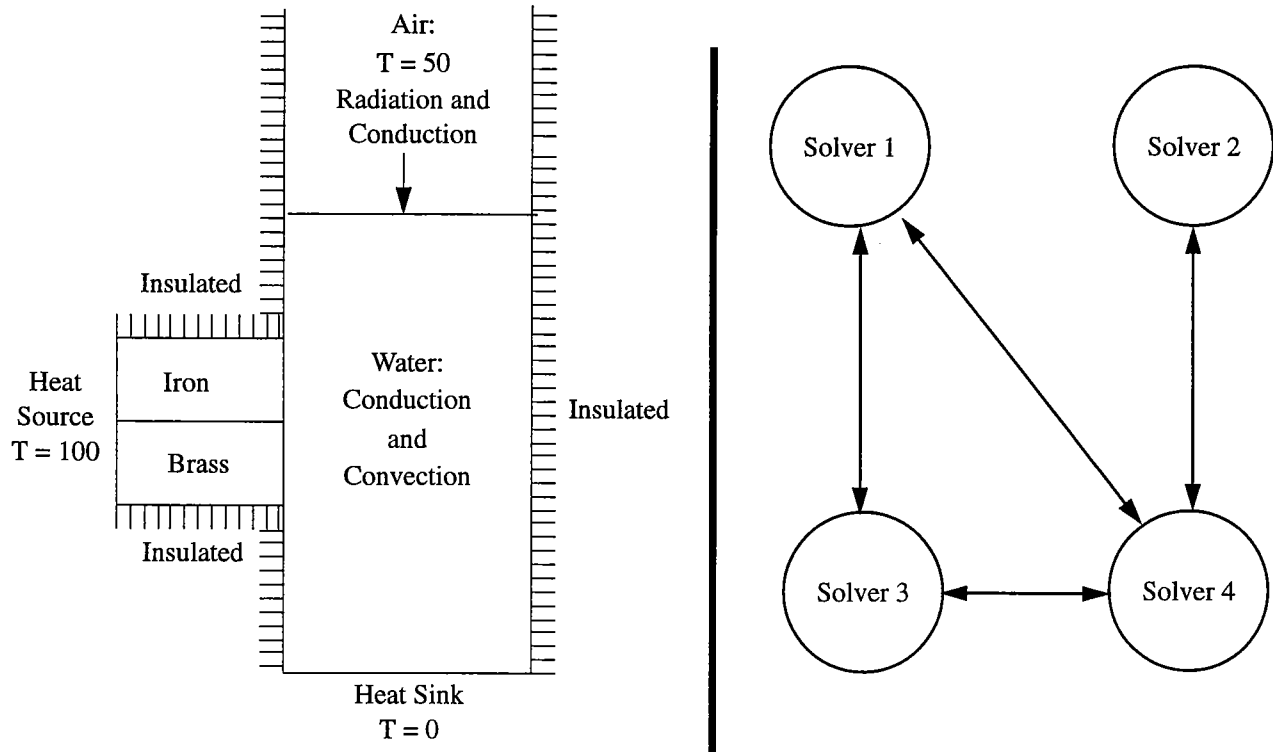 Air:
T = 50
Radiation and
Conduction
Insulated
Heat
Source
T = 100
Iron
Brass
Water:
Conduction
and
Convection
Insulated
Insulated
Heat Sink
T = 0
Solver 1
Solver 2
Solver 3
Solver 4